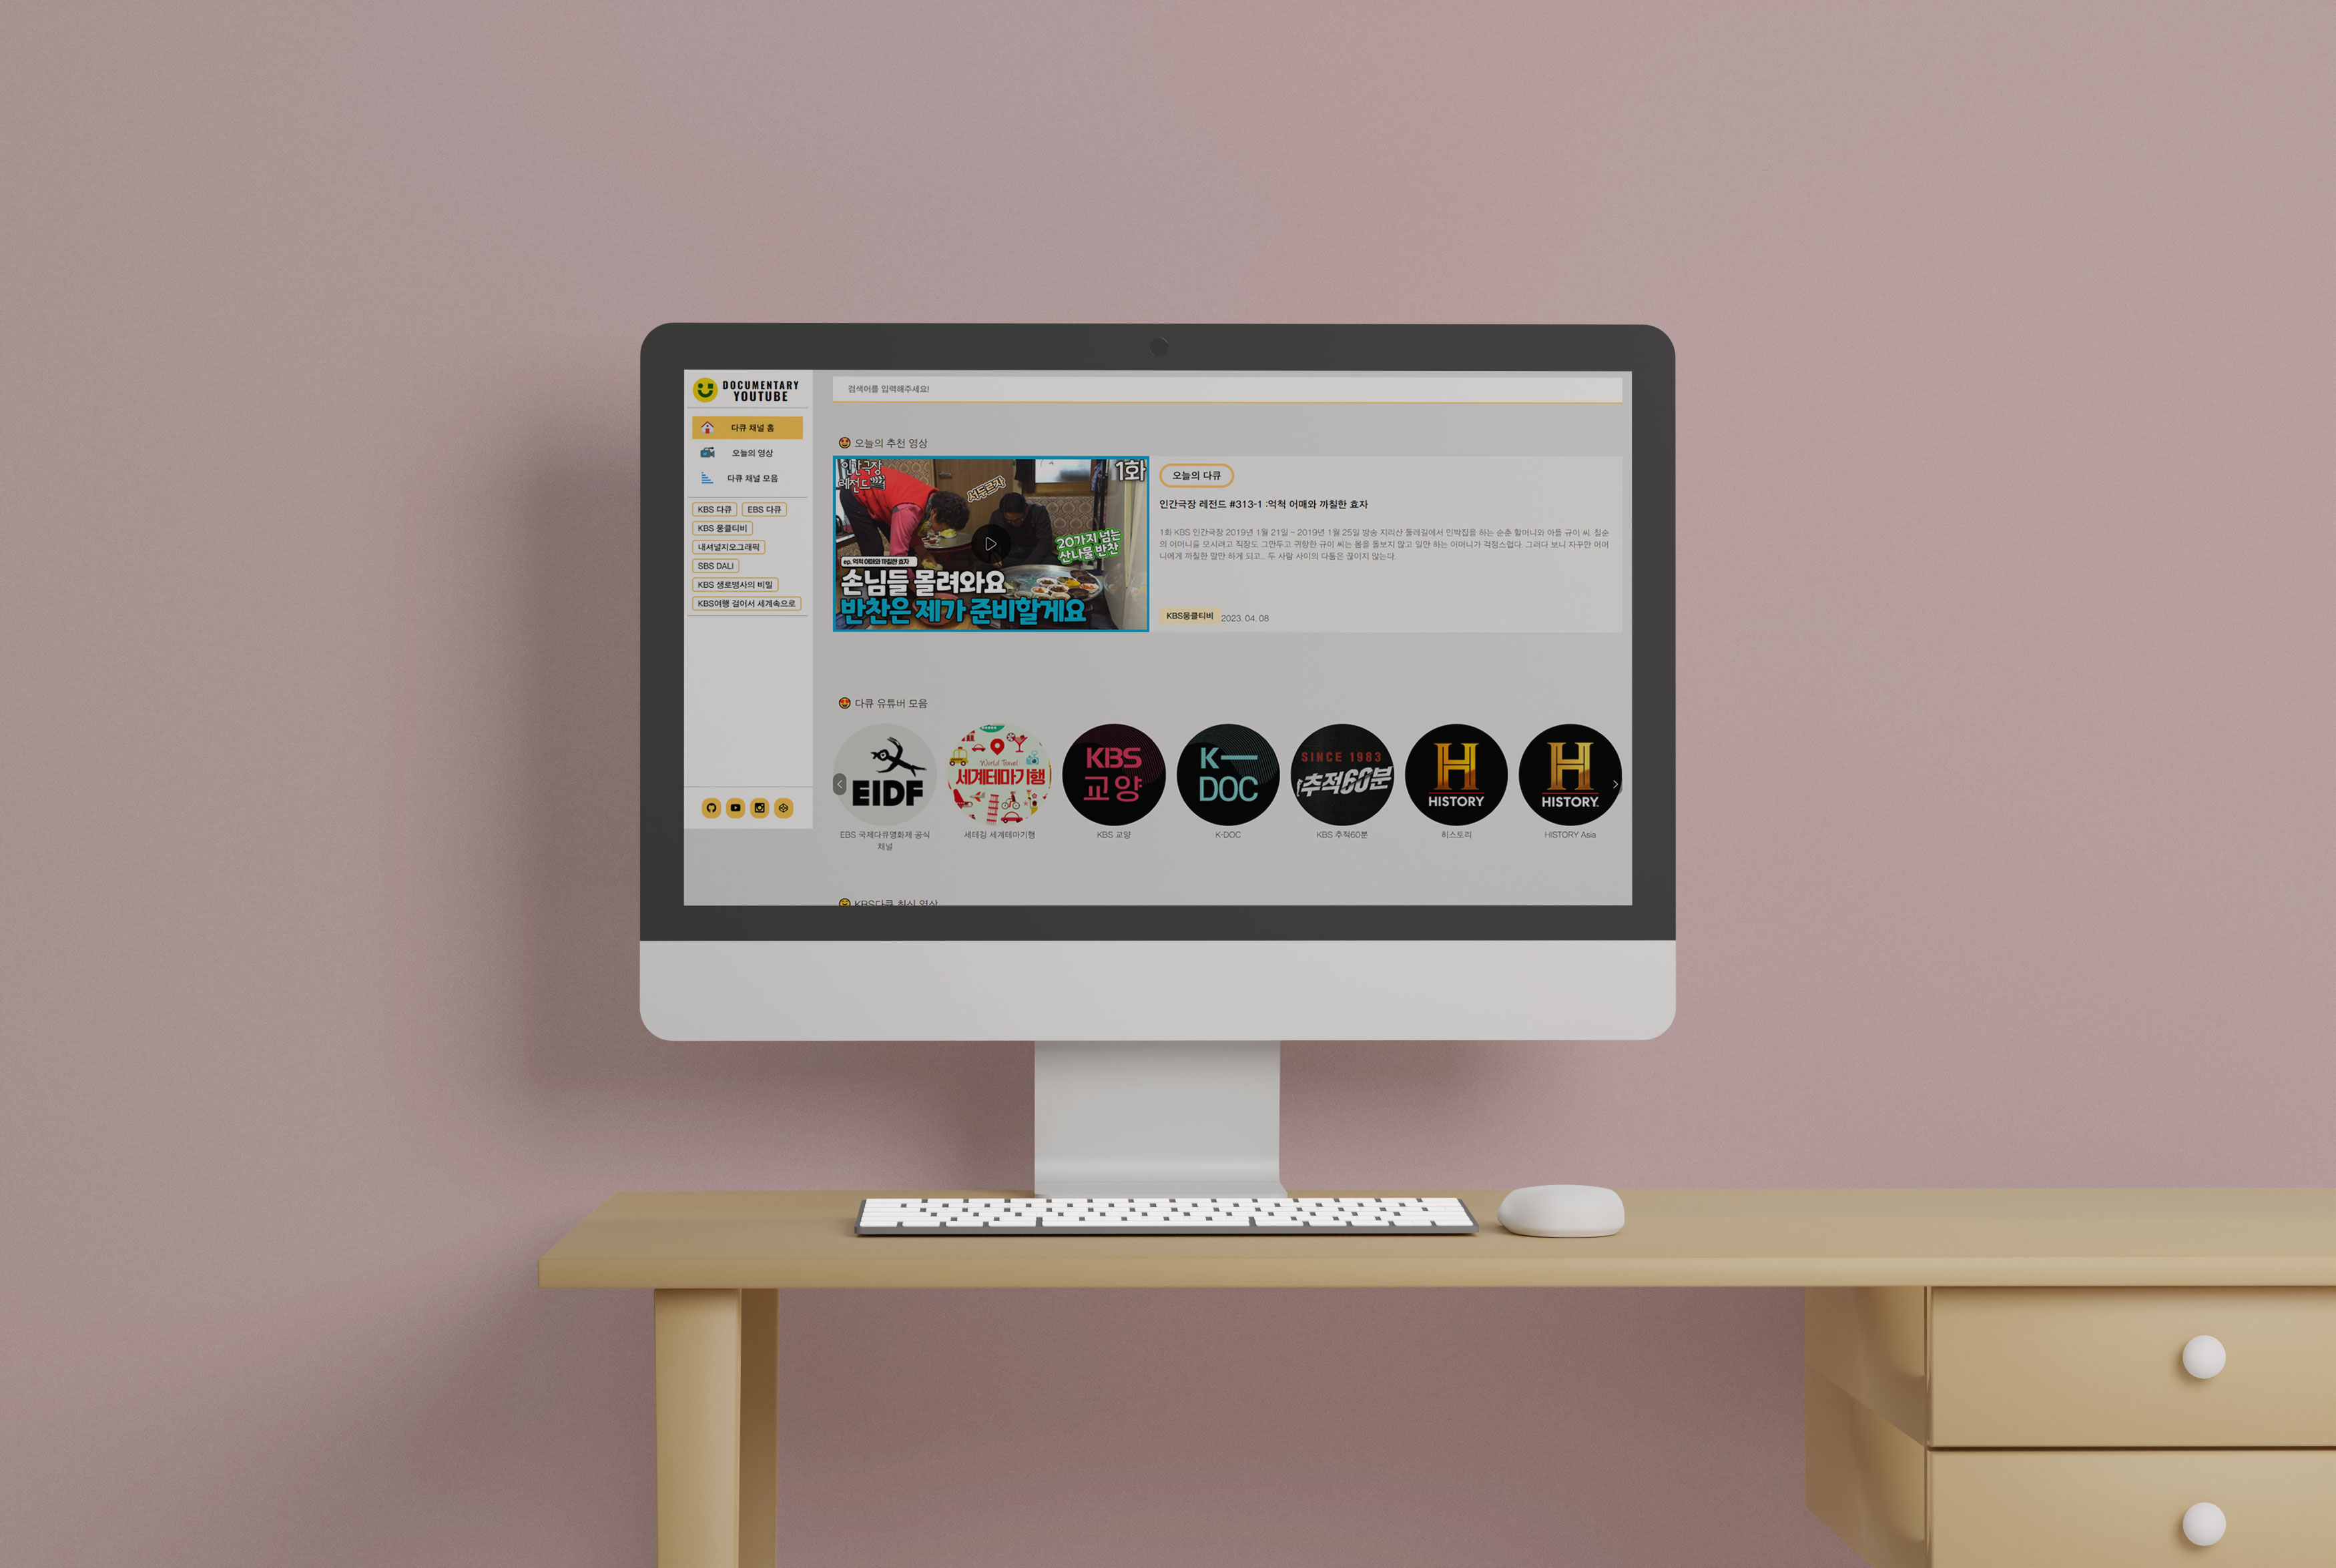 DOCUMENTARY
YOUTUBE
다큐 채널 홈
오늘의 영상
다큐 채널 모음
KBS 다큐
EBS 다큐
KBS 풍클티비
내셔널지오그래픽
SBS DALI
KBS 생로병사의 비밀
KBS여행 걸어서 세계속으로
검색어를 입력해주세요!
오늘의 추천 영상
인간극장
레전드
1화
20가지 넘는
산나물 반찬
ep. 억척 어매와 까칠한 효자
손님들 몰려와요
반찬은 제가 준비할게요
오늘의 다큐
인간극장 레전드 #313-1 :억척 어매와 까칠한 효자
1화 KBS 인간극장 2019년 1월 21일 ~ 2019년 1월 25일 방송 지리산 둘레길에서 민박집을 하는 순춘 할머니와 아들 규이 씨. 칠순
의 어머니를 모시려고 직장도 그만두고 귀향한 규이 씨는 몸을 돌보지 않고 일만 하는 어머니가 걱정스럽다. 그러다 보니 자꾸만 어머
니에게 까칠한 말만 하게 되고... 두 사람 사이의 다툼은 끊이지 않는다.
KBS풍클티비 2023. 04. 08
다큐 유튜버 모음
EIDF
World Travel
세계테마기행
KBS
교양
K—
DOC
SINCE 1983
추적60분
H
HISTORY
H
HISTORY
EBS 국제다큐영화제 공식
채널
세테깅 세계테마기행
KBS 교양
K-DOC
KBS 추적60분
히스토리
HISTORY Asia
KBS다큐 최신 영상